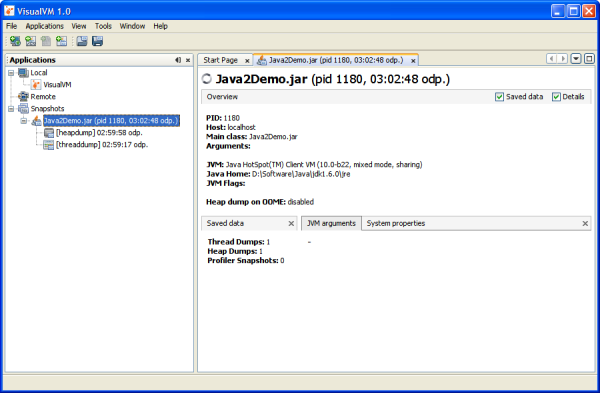 VisualVM 1.0
File Applications View Tools Window Help
Applications
Local
VisualVM
Remote
Snapshots
Java2Demo.jar (pid 1180, 03:02:48 odp.)
[heapdump] 02:59:58 odp.
[threaddump] 02:59:17 odp.
Start Page Java2Demo.jar (pid 1180, 03:02:48 odp.)
Java2Demo.jar (pid 1180, 03:02:48 odp.)
Overview Saved data Details
PID: 1180
Host: localhost
Main class: Java2Demo.jar
Arguments:
JVM: Java HotSpot(TM) Client VM (10.0-b22, mixed mode, sharing)
Java Home: D:\Software\Java\jdk1.6.0\jre
JVM Flags:
Heap dump on OOME: disabled
Saved data JVM arguments System properties
Thread Dumps: 1 -
Heap Dumps: 1
Profiler Snapshots: 0